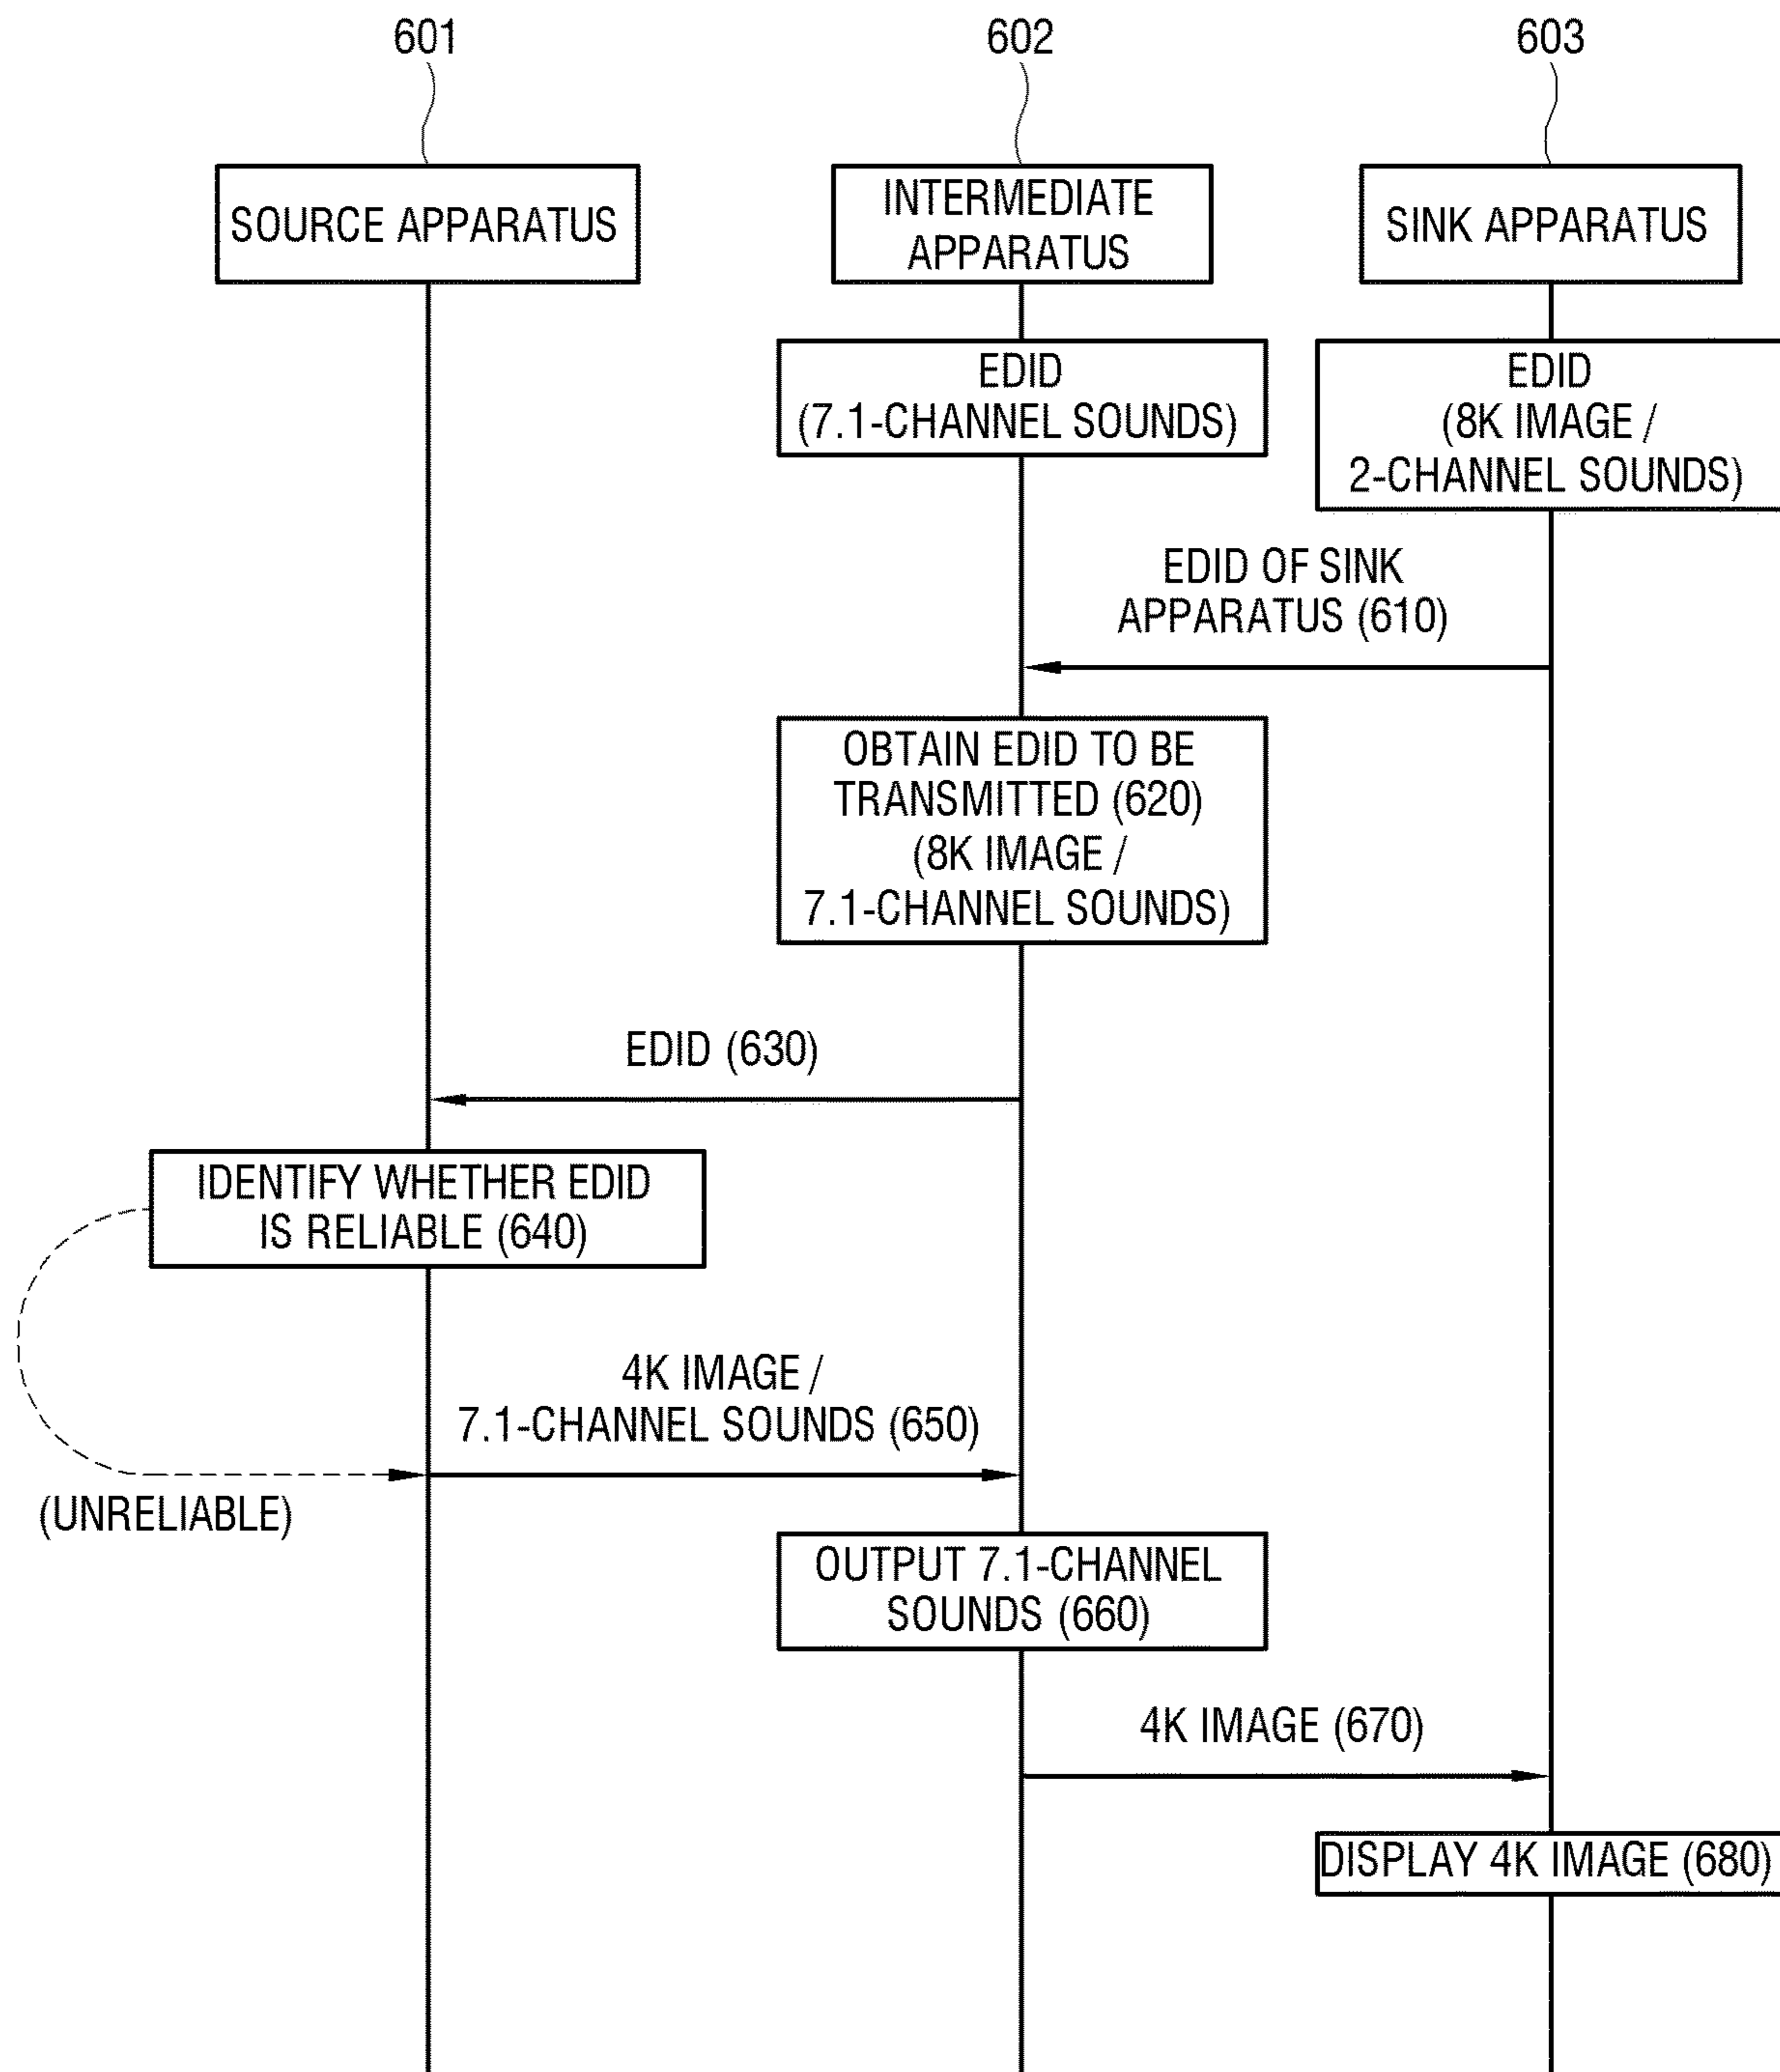 601
602
603
SOURCE APPARATUS
INTERMEDIATE
APPARATUS
SINK APPARATUS
EDID
(7.1-CHANNEL SOUNDS)
EDID
(8K IMAGE /
2-CHANNEL SOUNDS)
EDID OF SINK
APPARATUS (610)
OBTAIN EDID TO BE
TRANSMITTED (620)
(8K IMAGE /
7.1-CHANNEL SOUNDS)
EDID (630)
IDENTIFY WHETHER EDID
IS RELIABLE (640)
4K IMAGE /
7.1-CHANNEL SOUNDS (650)
(UNRELIABLE)
OUTPUT 7.1-CHANNEL
SOUNDS (660)
4K IMAGE (670)
DISPLAY 4K IMAGE (680)